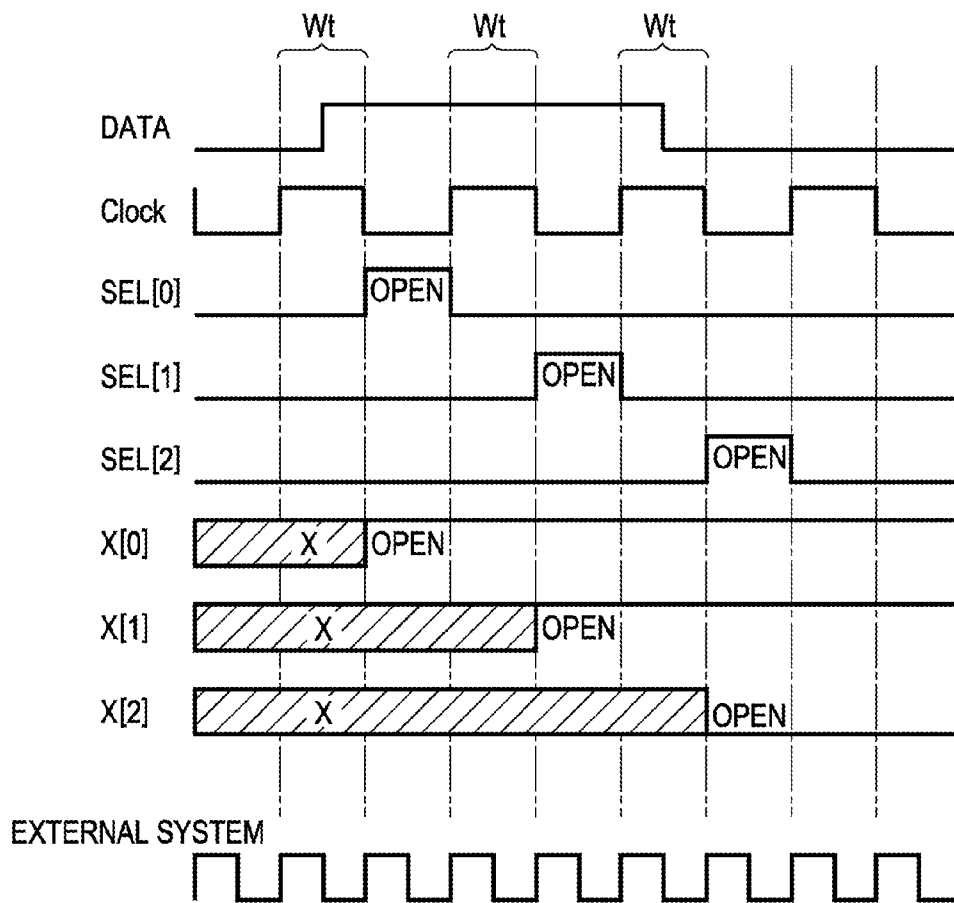 Wt Wt Wt
DATA
Clock
SEL[0] OPEN
SEL[1] OPEN
SEL[2] OPEN
X[0] X OPEN
X[1] X OPEN
X[2] X OPEN
EXTERNAL SYSTEM